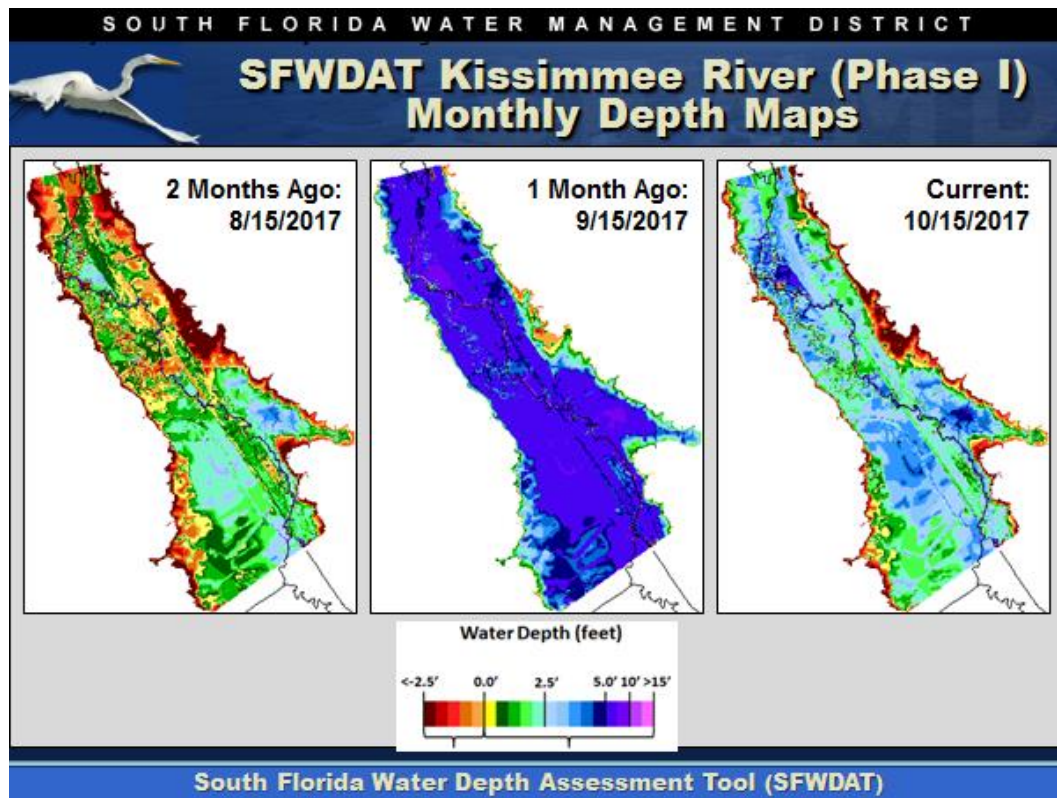 SOUTH FLORIDA WATER MANAGEMENT DISTRICT
SFWDAT Kissimmee River (Phase I)
Monthly Depth Maps
2 Months Ago:
8/15/2017
1 Month Ago:
9/15/2017
Current:
10/15/2017
Water Depth (feet)
<-2.5' 0.0' 2.5' 5.0' 10' >15'
South Florida Water Depth Assessment Tool (SFWDAT)